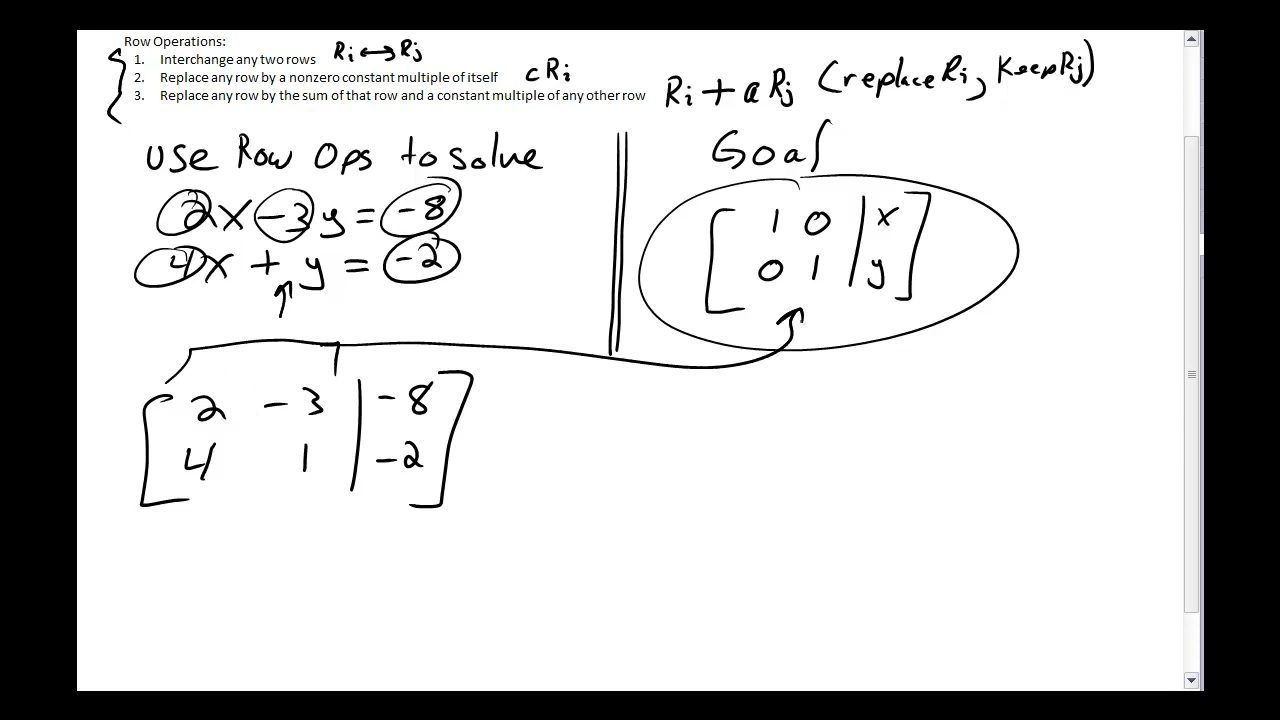 Row Operations:
1. Interchange any two rows Ri ↔ Rj
2. Replace any row by a nonzero constant multiple of itself cRi
3. Replace any row by the sum of that row and a constant multiple of any other row Ri + aRj (replace Ri, Keep Rj)
Use Row Ops to solve
2x - 3y = -8
4x + y = -2
Goal
1 0 | x
0 1 | y
2 -3 | -8
4 1 | -2